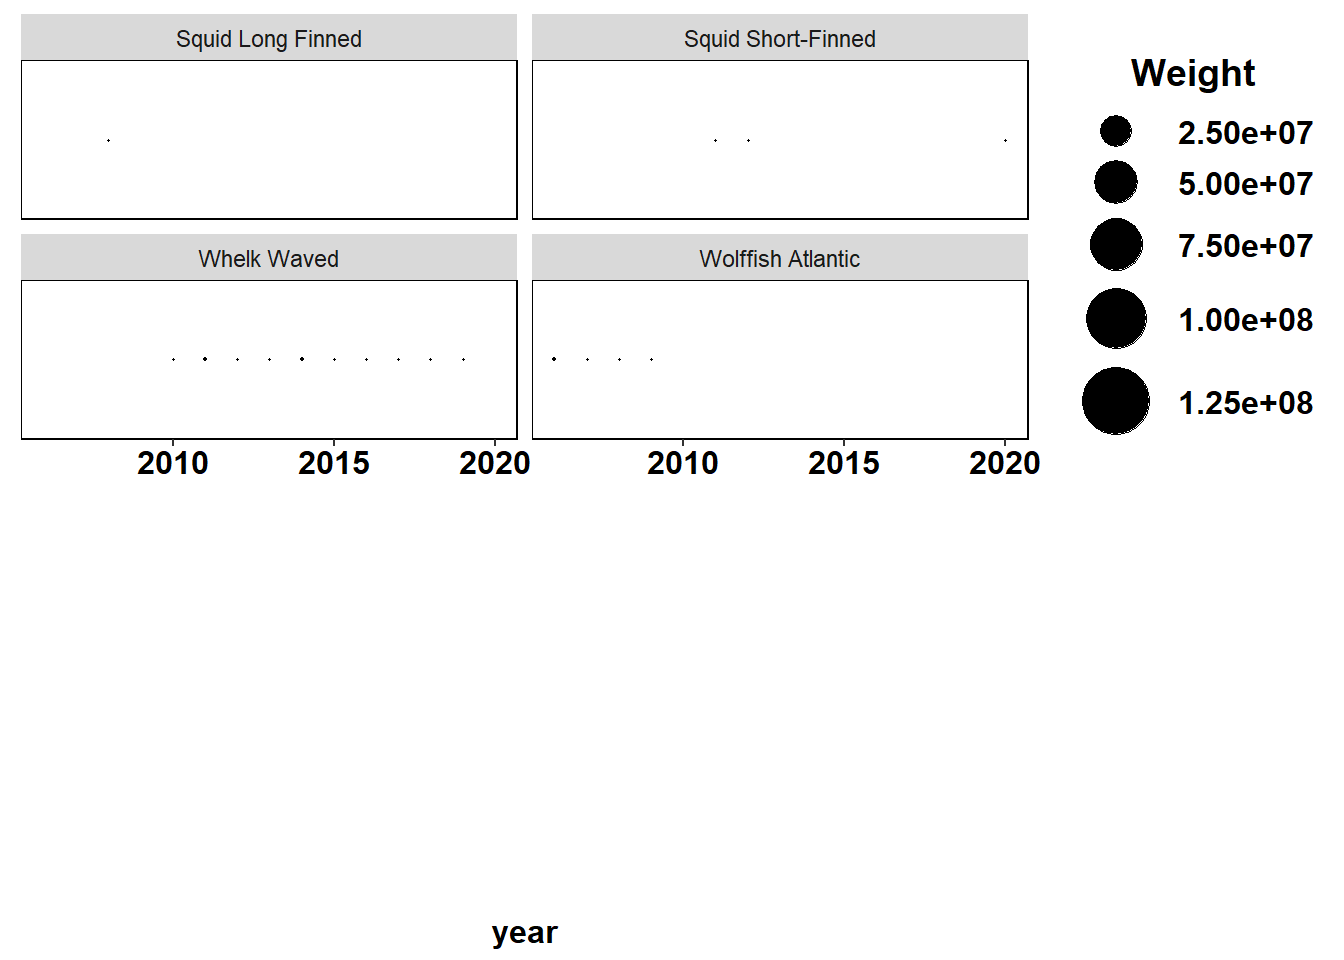 Squid Long Finned
Squid Short-Finned
Whelk Waved
Wolffish Atlantic
2010 2015 2020
2010 2015 2020
year
Weight
2.50e+07
5.00e+07
7.50e+07
1.00e+08
1.25e+08